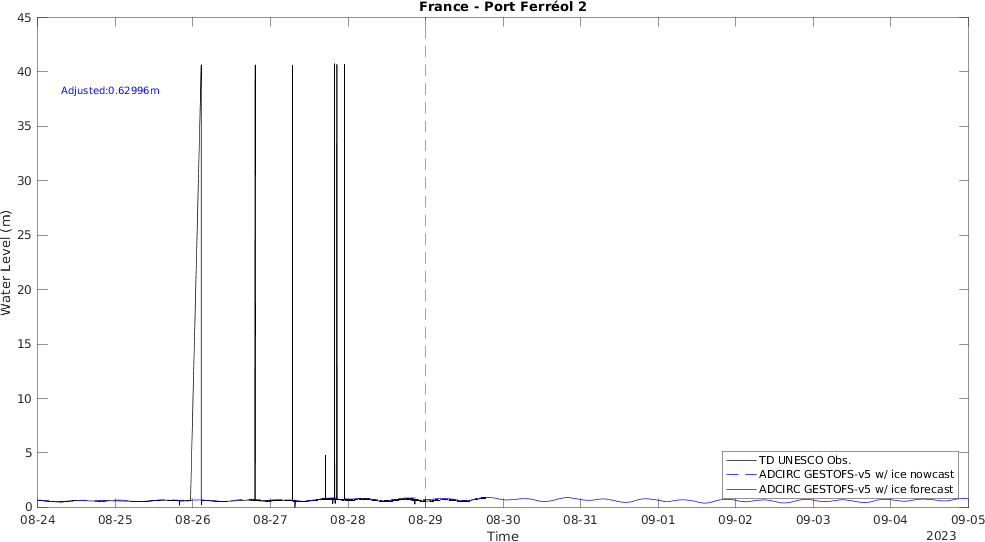 France - Port Ferréol 2
45
40
35
30
25
20
15
10
5
0
Water Level (m)
Adjusted:0.62996m
TD UNESCO Obs.
ADCIRC GESTOFS-v5 w/ ice nowcast
ADCIRC GESTOFS-v5 w/ ice forecast
08-24 08-25 08-26 08-27 08-28 08-29 08-30 08-31 09-01 09-02 09-03 09-04 09-05
Time
2023